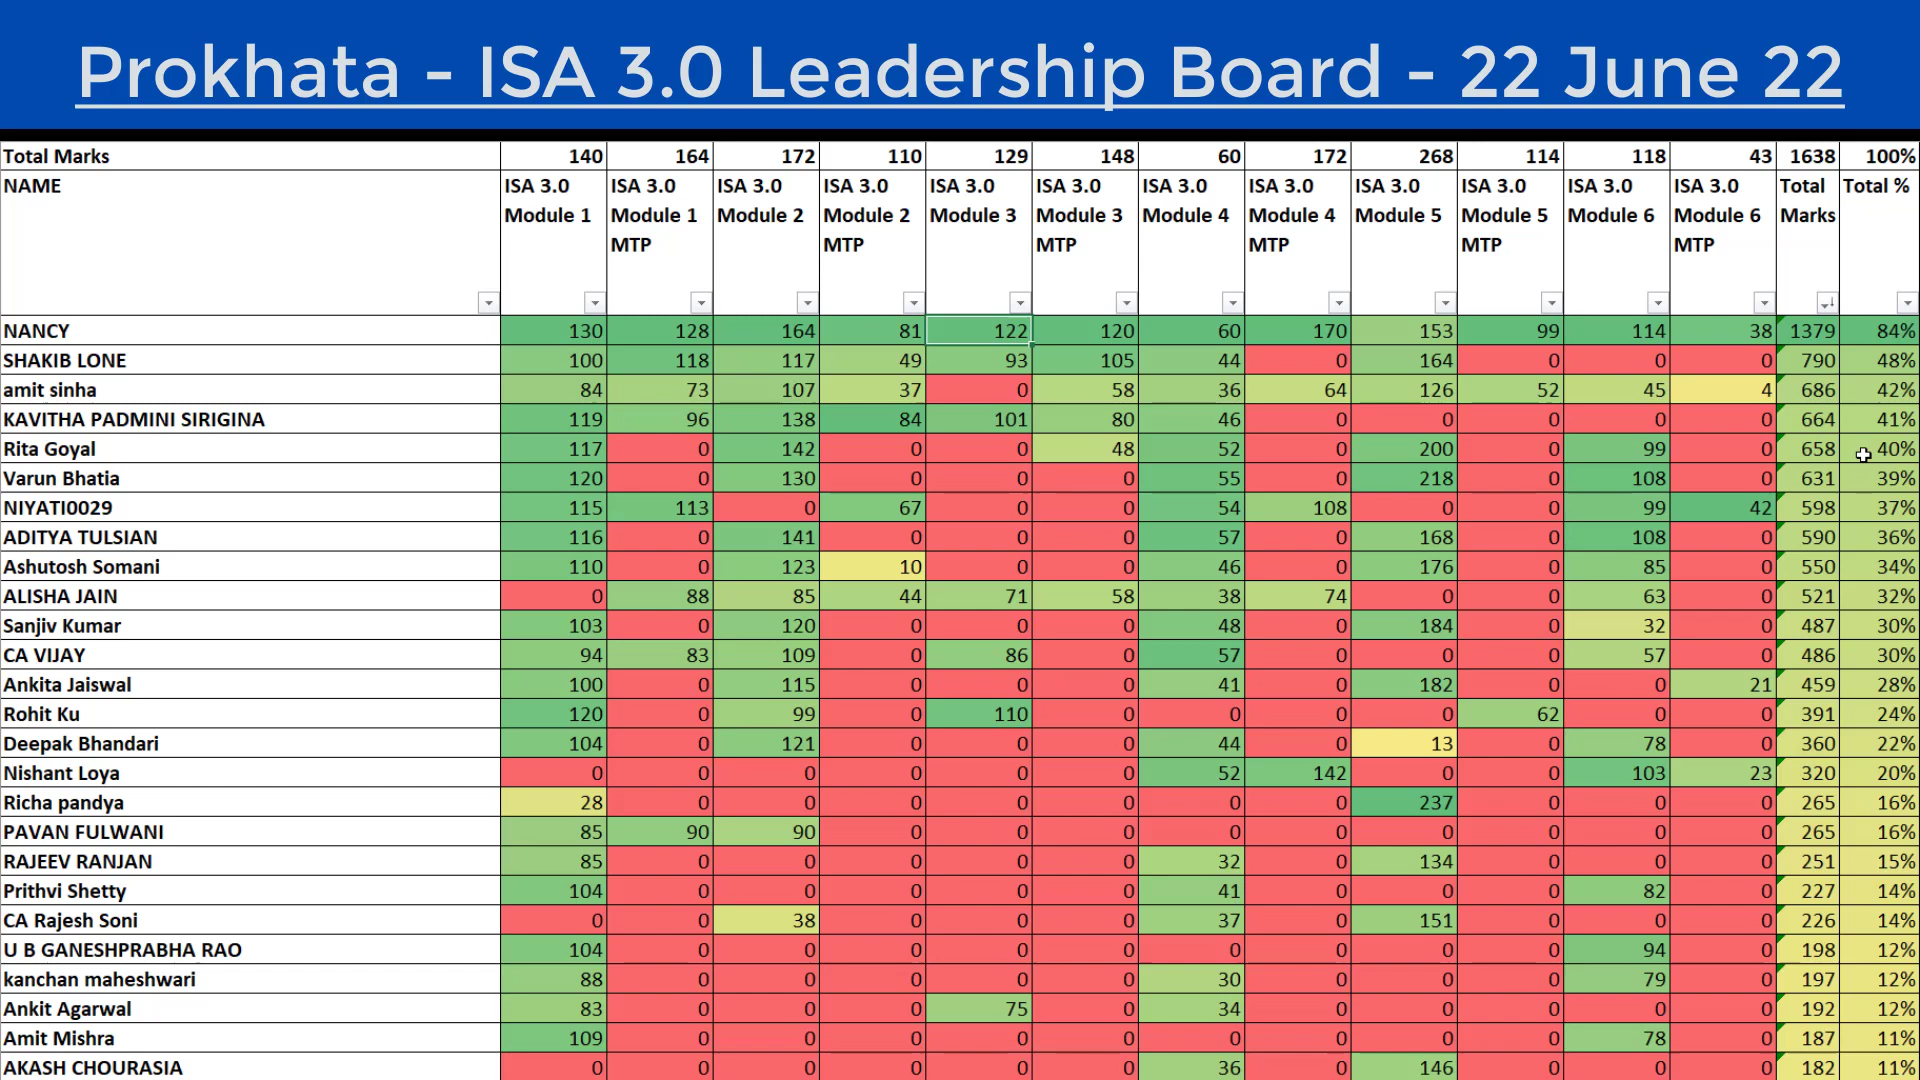 Prokhata - ISA 3.0 Leadership Board - 22 June 22
Total Marks 140 164 172 110 129 148 60 172 268 114 118 43 1638 100%
NAME ISA 3.0 ISA 3.0 ISA 3.0 ISA 3.0 ISA 3.0 ISA 3.0 ISA 3.0 ISA 3.0 ISA 3.0 ISA 3.0 ISA 3.0 ISA 3.0 Total Total %
Module 1 Module 1 Module 2 Module 2 Module 3 Module 3 Module 4 Module 4 Module 5 Module 5 Module 6 Module 6 Marks
MTP MTP MTP MTP MTP MTP
NANCY 130 128 164 81 122 120 60 170 153 99 114 38 1379 84%
SHAKIB LONE 100 118 117 49 93 105 44 0 164 0 0 0 790 48%
amit sinha 84 73 107 37 0 58 36 64 126 52 45 4 686 42%
KAVITHA PADMINI SIRIGINA 119 96 138 84 101 80 46 0 0 0 0 0 664 41%
Rita Goyal 117 0 142 0 0 48 52 0 200 0 99 0 658 40%
Varun Bhatia 120 0 130 0 0 0 55 0 218 0 108 0 631 39%
NIYATI0029 115 113 0 67 0 0 54 108 0 0 99 42 598 37%
ADITYA TULSIAN 116 0 141 0 0 0 57 0 168 0 108 0 590 36%
Ashutosh Somani 110 0 123 10 0 0 46 0 176 0 85 0 550 34%
ALISHA JAIN 0 88 85 44 71 58 38 74 0 0 63 0 521 32%
Sanjiv Kumar 103 0 120 0 0 0 48 0 184 0 32 0 487 30%
CA VIJAY 94 83 109 0 86 0 57 0 0 0 57 0 486 30%
Ankita Jaiswal 100 0 115 0 0 0 41 0 182 0 0 21 459 28%
Rohit Ku 120 0 99 0 110 0 0 0 0 62 0 0 391 24%
Deepak Bhandari 104 0 121 0 0 0 44 0 13 0 78 0 360 22%
Nishant Loya 0 0 0 0 0 0 52 142 0 0 103 23 320 20%
Richa pandya 28 0 0 0 0 0 0 0 237 0 0 0 265 16%
PAVAN FULWANI 85 90 90 0 0 0 0 0 0 0 0 0 265 16%
RAJEEV RANJAN 85 0 0 0 0 0 32 0 134 0 0 0 251 15%
Prithvi Shetty 104 0 0 0 0 0 41 0 0 0 82 0 227 14%
CA Rajesh Soni 0 0 38 0 0 0 37 0 151 0 0 0 226 14%
U B GANESHPRABHA RAO 104 0 0 0 0 0 0 0 0 0 94 0 198 12%
kanchan maheshwari 88 0 0 0 0 0 30 0 0 0 79 0 197 12%
Ankit Agarwal 83 0 0 0 75 0 34 0 0 0 0 0 192 12%
Amit Mishra 109 0 0 0 0 0 0 0 0 0 78 0 187 11%
AKASH CHOURASIA 0 0 0 0 0 0 36 0 146 0 0 0 182 11%